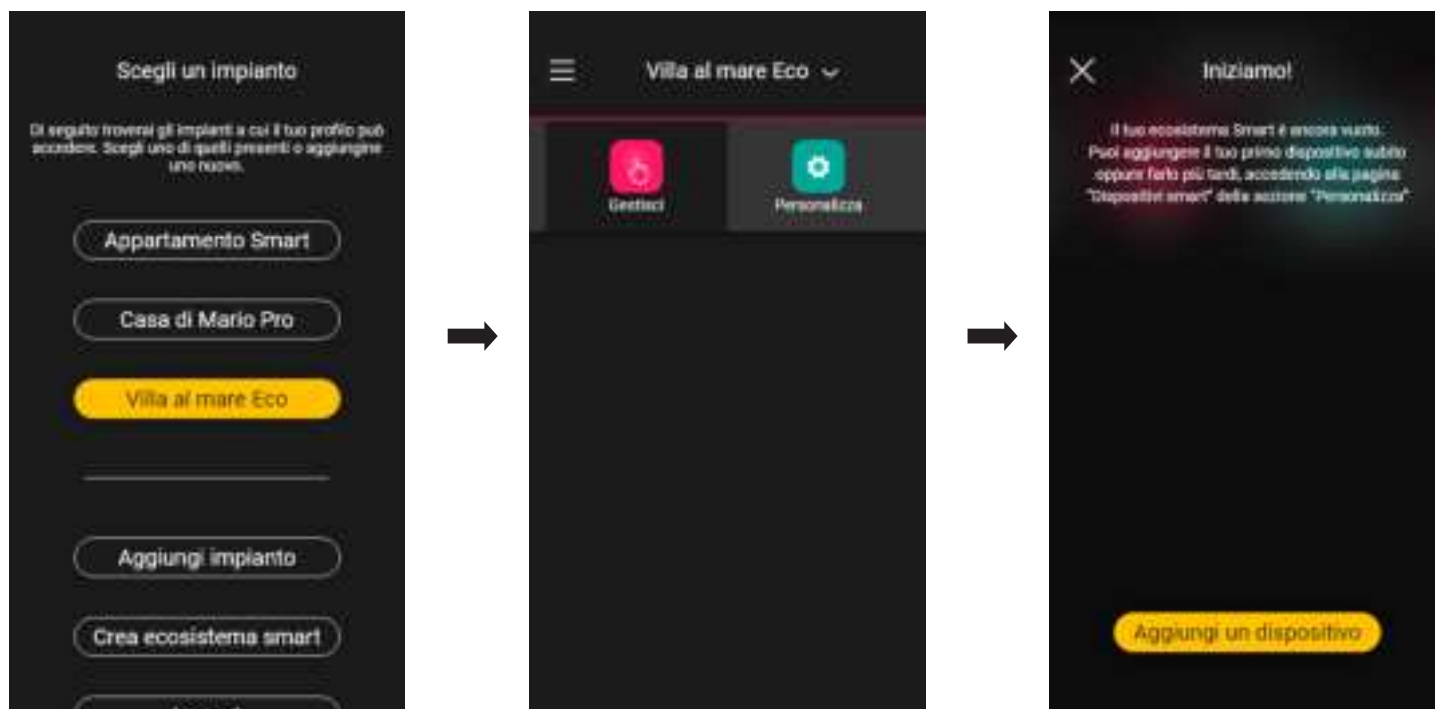 Scegli un impianto
Di seguito troverai gli impianti a cui il tuo profilo può
accedere. Scegli uno di quelli presenti o aggiungine
uno nuovo.
Appartamento Smart
Casa di Mario Pro
Villa al mare Eco
Aggiungi impianto
Crea ecosistema smart
Villa al mare Eco
Gestisci
Personalizza
Iniziamo!
Il tuo ecosistema Smart è ancora vuoto.
Puoi aggiungere il tuo primo dispositivo subito
oppure farlo più tardi, accedendo alla pagina
"Dispositivi smart" della sezione "Personalizza"
Aggiungi un dispositivo